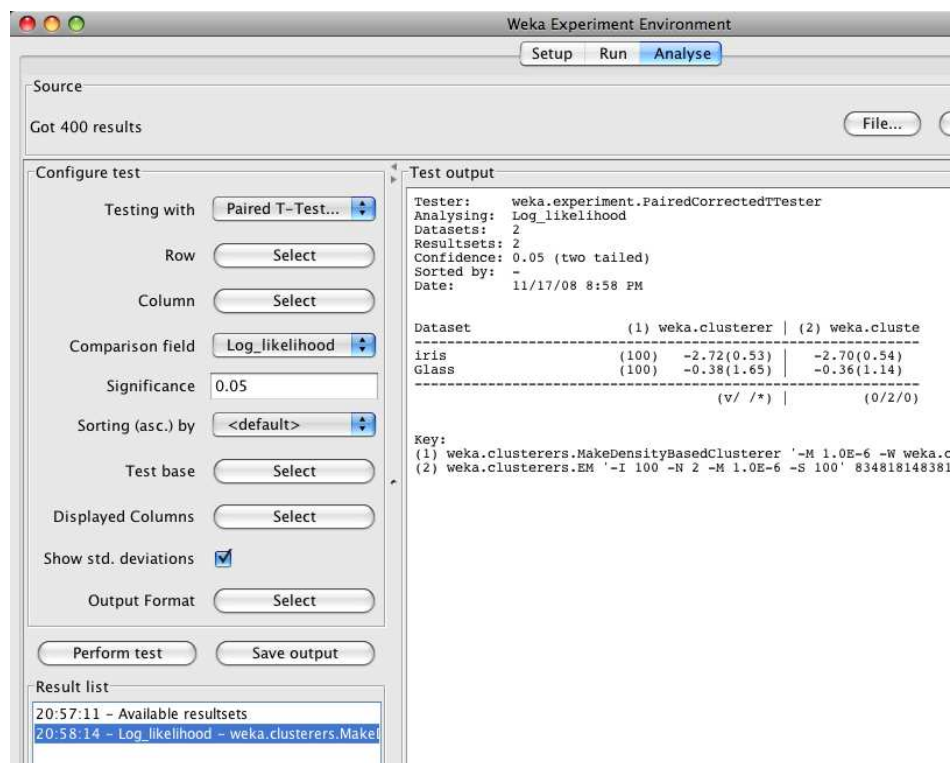 Weka Experiment Environment
Setup Run Analyse
Source
Got 400 results
File...
Configure test
Testing with Paired T-Test...
Row Select
Column Select
Comparison field Log_likelihood
Significance 0.05
Sorting (asc.) by <default>
Test base Select
Displayed Columns Select
Show std. deviations
Output Format Select
Perform test Save output
Result list
20:57:11 - Available resultsets
20:58:14 - Log_likelihood - weka.clusterers.Make
Test output
Tester: weka.experiment.PairedCorrectedTTester
Analysing: Log_likelihood
Datasets: 2
Resultsets: 2
Confidence: 0.05 (two tailed)
Sorted by: -
Date: 11/17/08 8:58 PM
Dataset (1) weka.clusterer | (2) weka.cluste
------------------------------------------------------------
iris (100) -2.72(0.53) | -2.70(0.54)
Glass (100) -0.38(1.65) | -0.36(1.14)
------------------------------------------------------------
(v/ /*) | (0/2/0)
Key:
(1) weka.clusterers.MakeDensityBasedClusterer '-M 1.0E-6 -W weka.c
(2) weka.clusterers.EM '-I 100 -N 2 -M 1.0E-6 -S 100' 834818148381